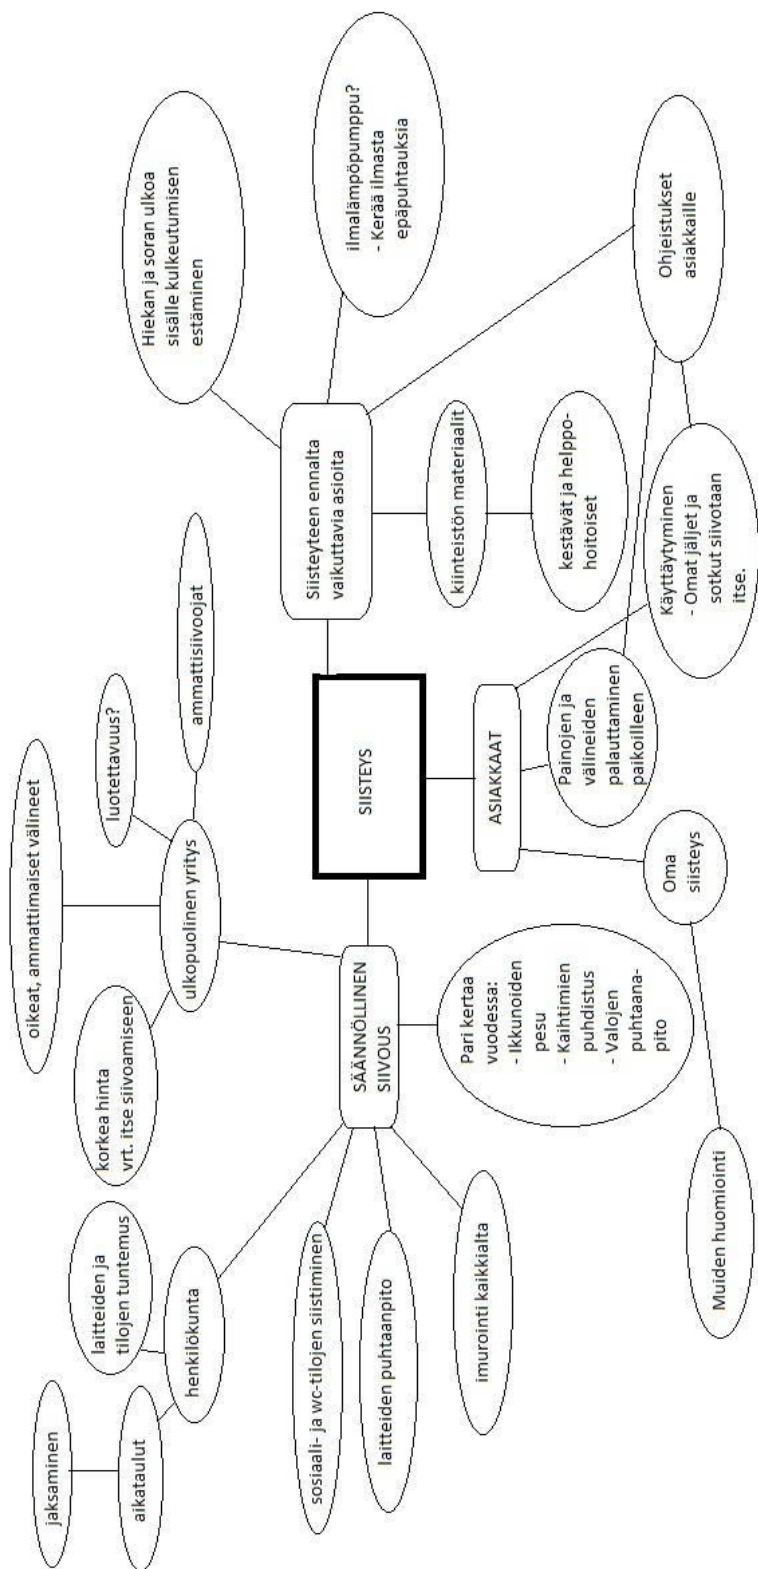 jaksaminen
aikataulut
laitteiden ja
tilojen tuntemus
henkilökunta
korkea hinta
vrt. itse siivoamiseen
oikeat, ammattimaiset välineet
ulkopuolinen yritys
luotettavuus?
ammattisiivoojat
Hiekan ja soran ulkoa
sisälle kulkeutumisen
estäminen
ilmalämpöpumppu?
- Kerää ilmasta
epäpuhtauksia
sosiaali- ja wc-tilojen siistiminen
laitteiden puhtaanpito
imurointi kaikkialta
SÄÄNNÖLLINEN
SIIVOUS
Pari kertaa
vuodessa:
- Ikkunoiden
pesu
- Kaihtimien
puhdistus
- Valojen
puhtaana-
pito
SIISTEYS
Siisteyteen ennalta
vaikuttavia asioita
kiinteistön materiaalit
kestävät ja helppo-
hoitoiset
Ohjeistukset
asiakkaille
ASIAKKAAT
Painojen ja
välineiden
palauttaminen
paikoilleen
Käyttäytyminen
- Omat jäljet ja
sotkut siivotaan
itse.
Oma
siisteys
Muiden huomiointi